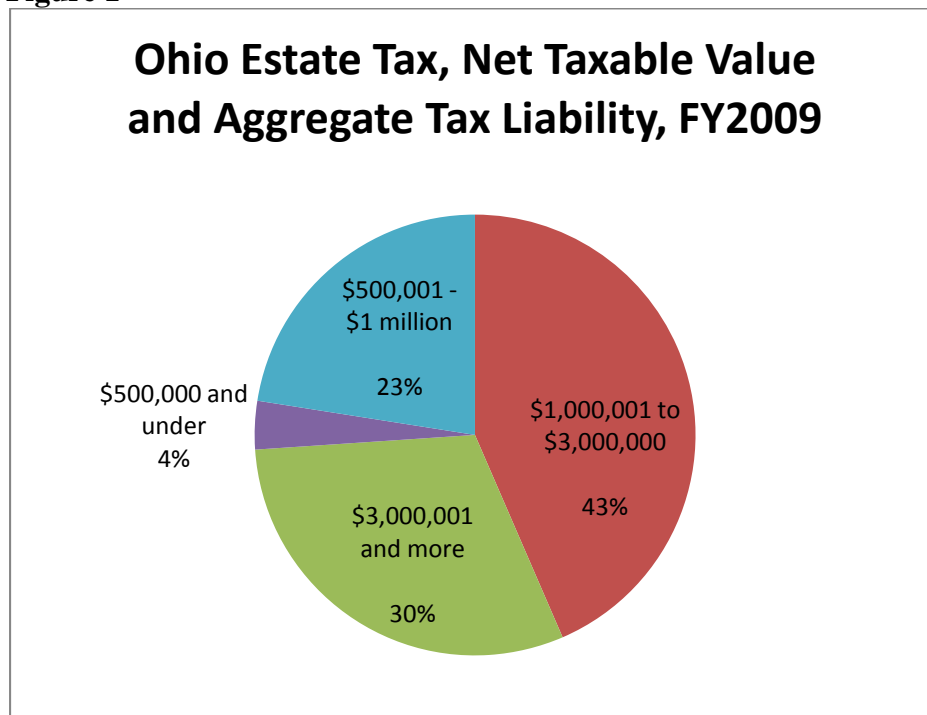 Ohio Estate Tax, Net Taxable Value
and Aggregate Tax Liability, FY2009
$500,001 -
$1 million
23%
$500,000 and
under
4%
$1,000,001 to
$3,000,000
43%
$3,000,001
and more
30%